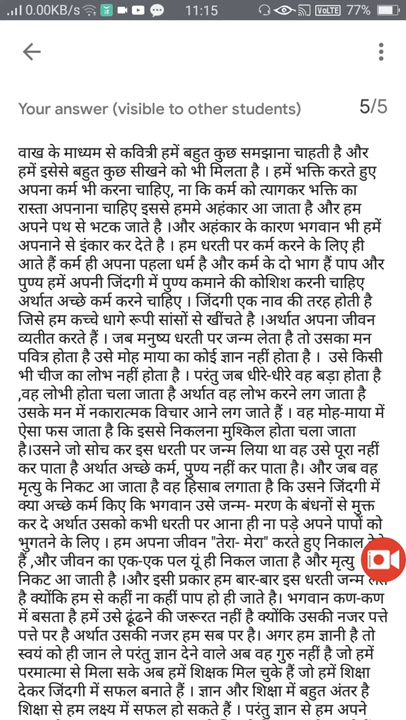 0.00KB/s 11:15 VoLTE 77%
Your answer (visible to other students) 5/5
वाख के माध्यम से कवित्री हमें बहुत कुछ समझाना चाहती है और
हमें इसेसे बहुत कुछ सीखने को भी मिलता है । हमें भक्ति करते हुए
अपना कर्म भी करना चाहिए, ना कि कर्म को त्यागकर भक्ति का
रास्ता अपनाना चाहिए इससे हममे अहंकार आ जाता है और हम
अपने पथ से भटक जाते है ।और अहंकार के कारण भगवान भी हमें
अपनाने से इंकार कर देते है । हम धरती पर कर्म करने के लिए ही
आते हैं कर्म ही अपना पहला धर्म है और कर्म के दो भाग हैं पाप और
पुण्य हमें अपनी जिंदगी में पुण्य कमाने की कोशिश करनी चाहिए
अर्थात अच्छे कर्म करने चाहिए । जिंदगी एक नाव की तरह होती है
जिसे हम कच्चे धागे रूपी सांसों से खींचते है ।अर्थात अपना जीवन
व्यतीत करते हैं । जब मनुष्य धरती पर जन्म लेता है तो उसका मन
पवित्र होता है उसे मोह माया का कोई ज्ञान नहीं होता है । उसे किसी
भी चीज का लोभ नहीं होता है । परंतु जब धीरे-धीरे वह बड़ा होता है
,वह लोभी होता चला जाता है अर्थात वह लोभ करने लग जाता है
उसके मन में नकारात्मक विचार आने लग जाते हैं । वह मोह-माया में
ऐसा फस जाता है कि इससे निकलना मुश्किल होता चला जाता
है।उसने जो सोच कर इस धरती पर जन्म लिया था वह उसे पूरा नहीं
कर पाता है अर्थात अच्छे कर्म, पुण्य नहीं कर पाता है। और जब वह
मृत्यु के निकट आ जाता है वह हिसाब लगाता है कि उसने जिंदगी में
क्या अच्छे कर्म किए कि भगवान उसे जन्म- मरण के बंधनों से मुक्त
कर दे अर्थात उसको कभी धरती पर आना ही ना पड़े अपने पापों को
भुगतने के लिए । हम अपना जीवन "तेरा- मेरा" करते हुए निकाल
हैं ,और जीवन का एक-एक पल यूं ही निकल जाता है और मृत्यु
निकट आ जाती है ।और इसी प्रकार हम बार-बार इस धरती जन्म लेते
है क्योंकि हम से कहीं ना कहीं पाप हो ही जाते है। भगवान कण-कण
में बसता है हमें उसे ढूंढने की जरूरत नहीं है क्योंकि उसकी नजर पत्ते
पत्ते पर है अर्थात उसकी नजर हम सब पर है। अगर हम ज्ञानी है तो
स्वयं को ही जान ले परंतु ज्ञान देने वाले अब वह गुरु नहीं है जो हमें
परमात्मा से मिला सके अब हमें शिक्षक मिल चुके हैं जो हमें शिक्षा
देकर जिंदगी में सफल बनाते हैं । ज्ञान और शिक्षा में बहुत अंतर है
शिक्षा से हम लक्ष्य में सफल हो सकते हैं । परंतु ज्ञान से हम अपने